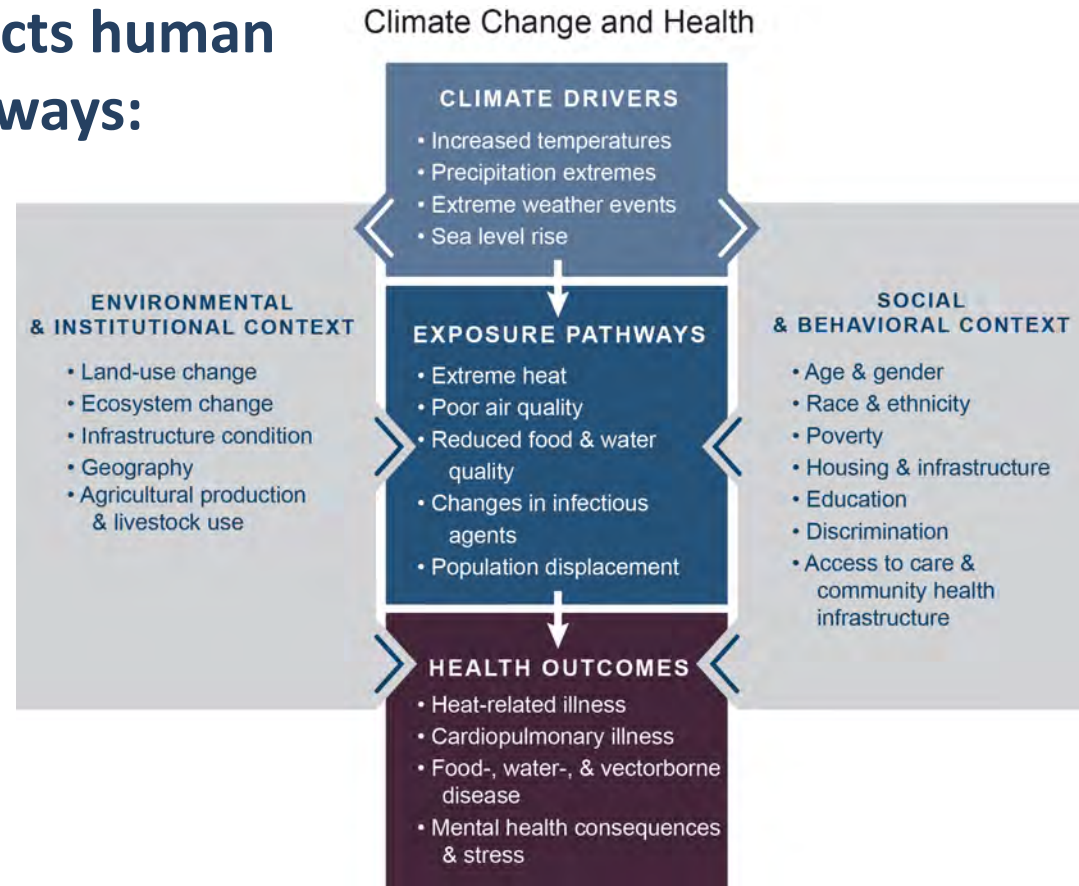 cts human
ways:
Climate Change and Health
CLIMATE DRIVERS
• Increased temperatures
• Precipitation extremes
• Extreme weather events
• Sea level rise
ENVIRONMENTAL
& INSTITUTIONAL CONTEXT
• Land-use change
• Ecosystem change
• Infrastructure condition
• Geography
• Agricultural production
& livestock use
EXPOSURE PATHWAYS
• Extreme heat
• Poor air quality
• Reduced food & water
quality
• Changes in infectious
agents
• Population displacement
SOCIAL
& BEHAVIORAL CONTEXT
• Age & gender
• Race & ethnicity
• Poverty
• Housing & infrastructure
• Education
• Discrimination
• Access to care &
community health
infrastructure
HEALTH OUTCOMES
• Heat-related illness
• Cardiopulmonary illness
• Food-, water-, & vectorborne
disease
• Mental health consequences
& stress